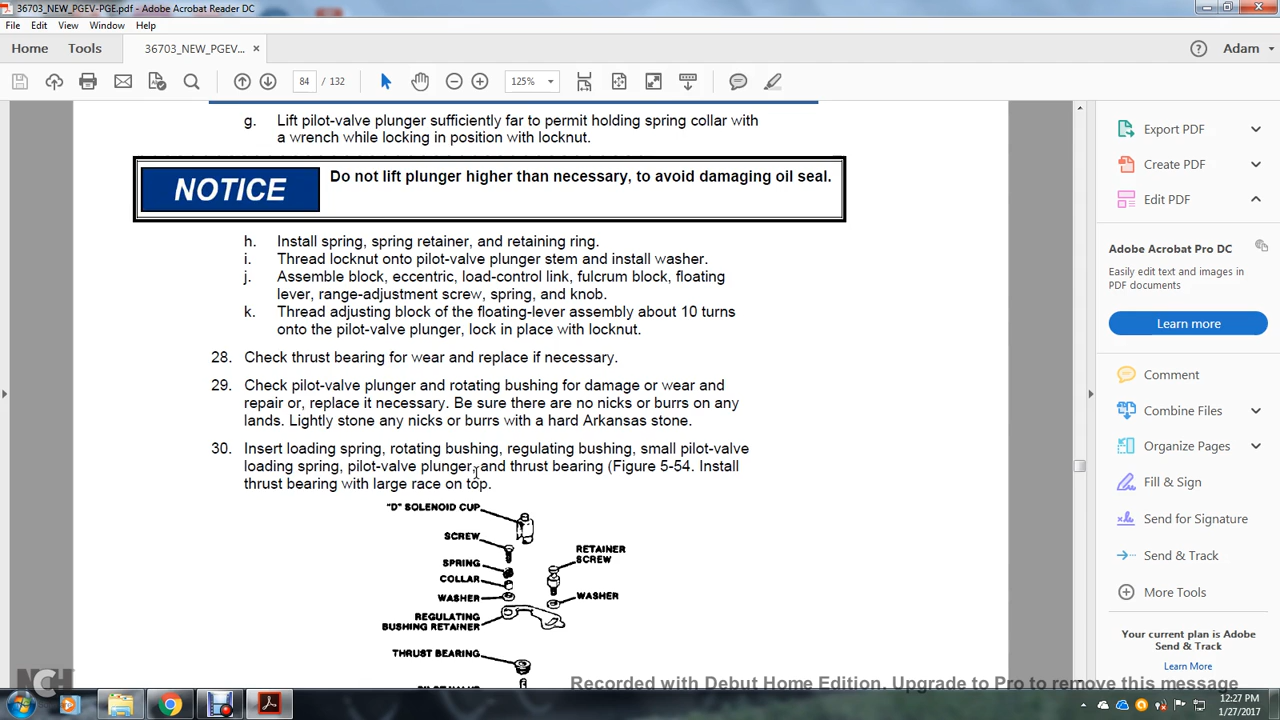 36703_NEW_PGEV-PGE.pdf - Adobe Acrobat Reader DC
File Edit View Window Help
Home Tools 36703_NEW_PGEV... × Adam
84 / 132 125%
g. Lift pilot-valve plunger sufficiently far to permit holding spring collar with
a wrench while locking in position with locknut.
NOTICE
Do not lift plunger higher than necessary, to avoid damaging oil seal.
h. Install spring, spring retainer, and retaining ring.
i. Thread locknut onto pilot-valve plunger stem and install washer.
j. Assemble block, eccentric, load-control link, fulcrum block, floating
lever, range-adjustment screw, spring, and knob.
k. Thread adjusting block of the floating-lever assembly about 10 turns
onto the pilot-valve plunger, lock in place with locknut.
28. Check thrust bearing for wear and replace if necessary.
29. Check pilot-valve plunger and rotating bushing for damage or wear and
repair or, replace it necessary. Be sure there are no nicks or burrs on any
lands. Lightly stone any nicks or burrs with a hard Arkansas stone.
30. Insert loading spring, rotating bushing, regulating bushing, small pilot-valve
loading spring, pilot-valve plunger, and thrust bearing (Figure 5-54. Install
thrust bearing with large race on top.
"D" SOLENOID CUP
SCREW
SPRING
COLLAR
WASHER
REGULATING
BUSHING RETAINER
THRUST BEARING
RETAINER
SCREW
WASHER
Export PDF
Create PDF
Edit PDF
Adobe Acrobat Pro DC
Easily edit text and images in
PDF documents
Learn more
Comment
Combine Files
Organize Pages
Fill & Sign
Send for Signature
Send & Track
More Tools
Your current plan is Adobe
Send & Track
Learn More
NCH
Recorded with Debut Home Edition. Upgrade to Pro to remove this message
12:27 PM
1/27/2017